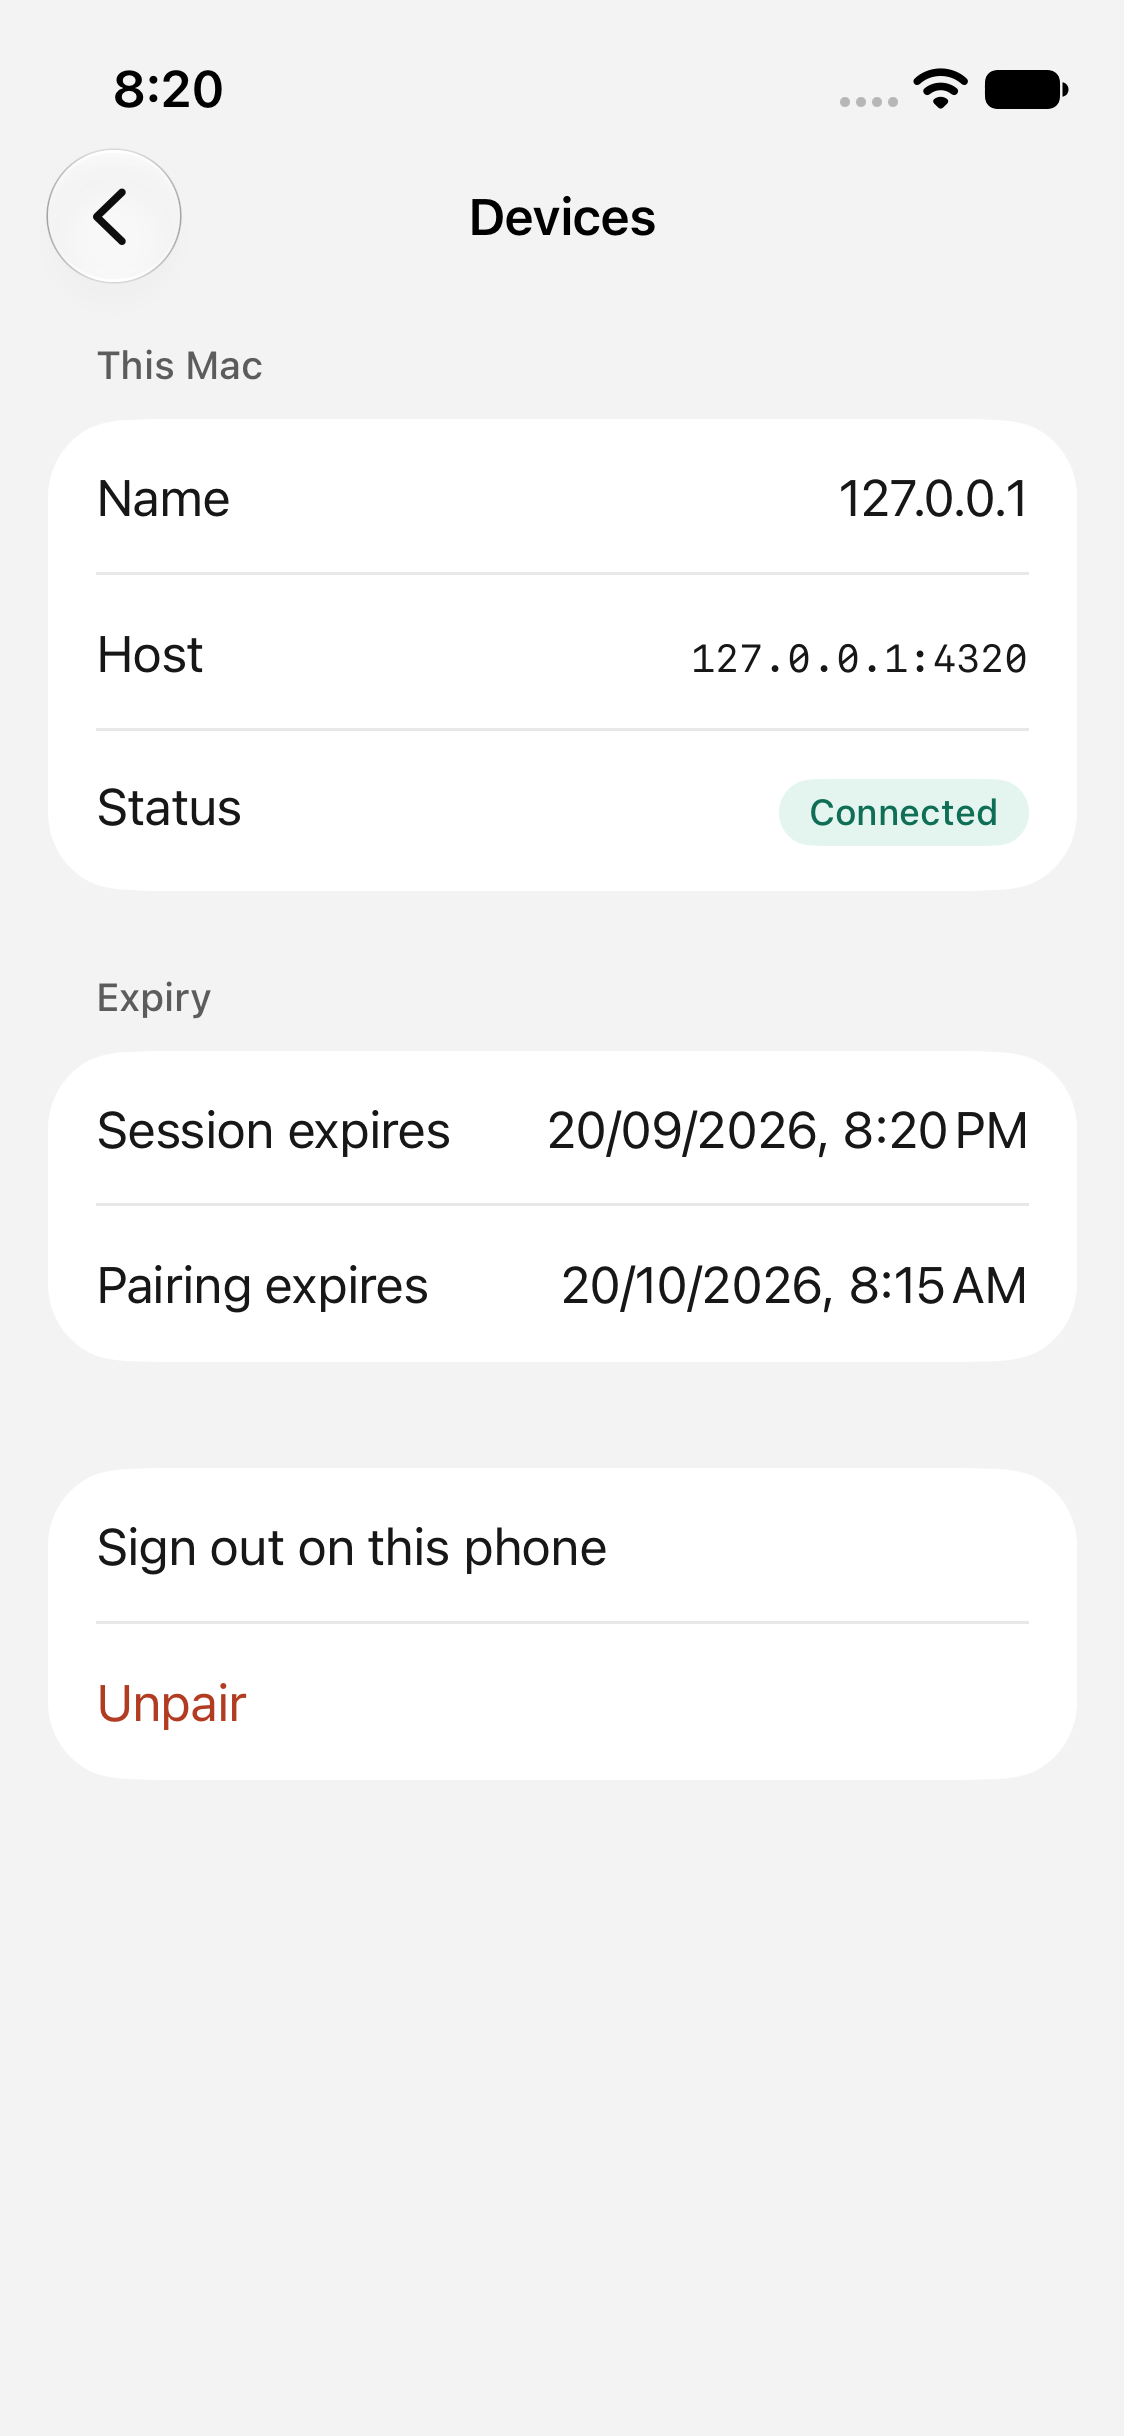 8:20
Devices
This Mac
Name 127.0.0.1
Host 127.0.0.1:4320
Status Connected
Expiry
Session expires 20/09/2026, 8:20 PM
Pairing expires 20/10/2026, 8:15 AM
Sign out on this phone
Unpair